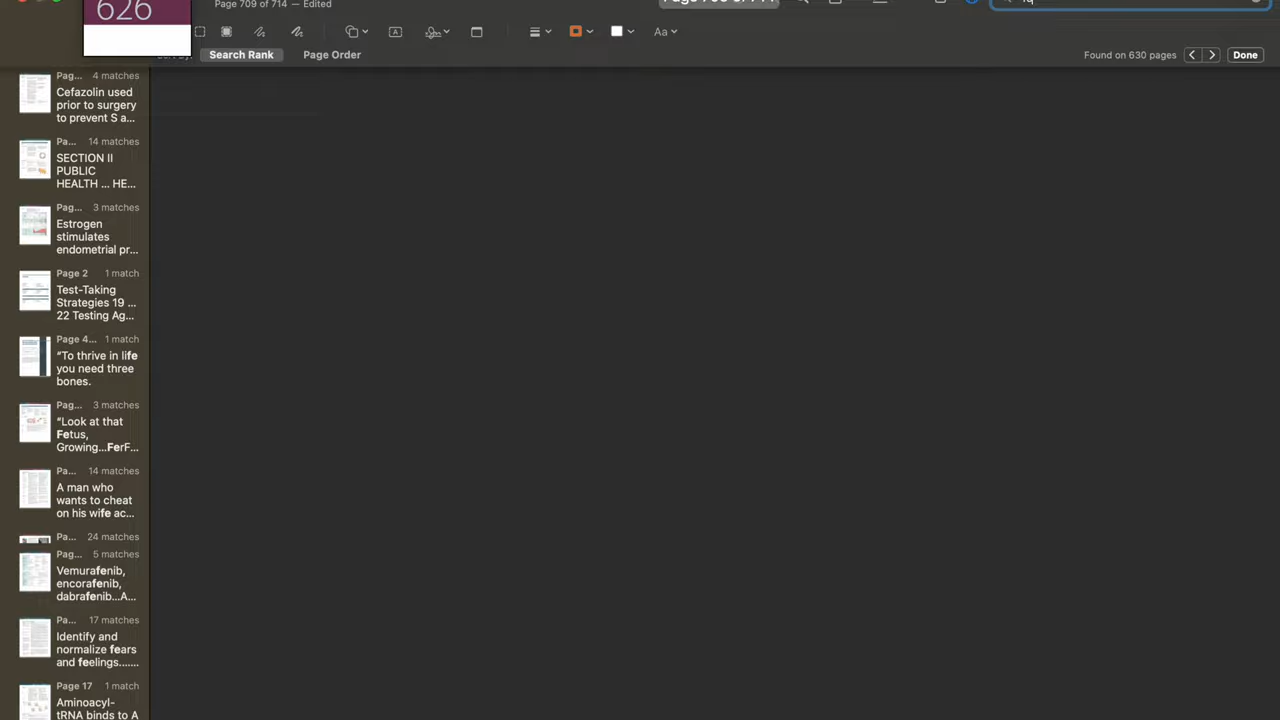 626
Page 709 of 714 — Edited
Aa
Search Rank
Page Order
Found on 630 pages
Done
Pag... 4 matches
Cefazolin used
prior to surgery
to prevent S a...
Pa... 14 matches
SECTION II
PUBLIC
HEALTH ... HE...
Pag... 3 matches
Estrogen
stimulates
endometrial pr...
Page 2 1 match
Test-Taking
Strategies 19 ...
22 Testing Ag...
Page 4... 1 match
“To thrive in life
you need three
bones.
Pag... 3 matches
“Look at that
Fetus,
Growing...FerF...
Pa... 14 matches
A man who
wants to cheat
on his wife ac...
Pa... 24 matches
Pag... 5 matches
Vemurafenib,
encorafenib,
dabrafenib...A...
Pa... 17 matches
Identify and
normalize fears
and feelings......
Page 17 1 match
Aminoacyl-
tRNA binds to A